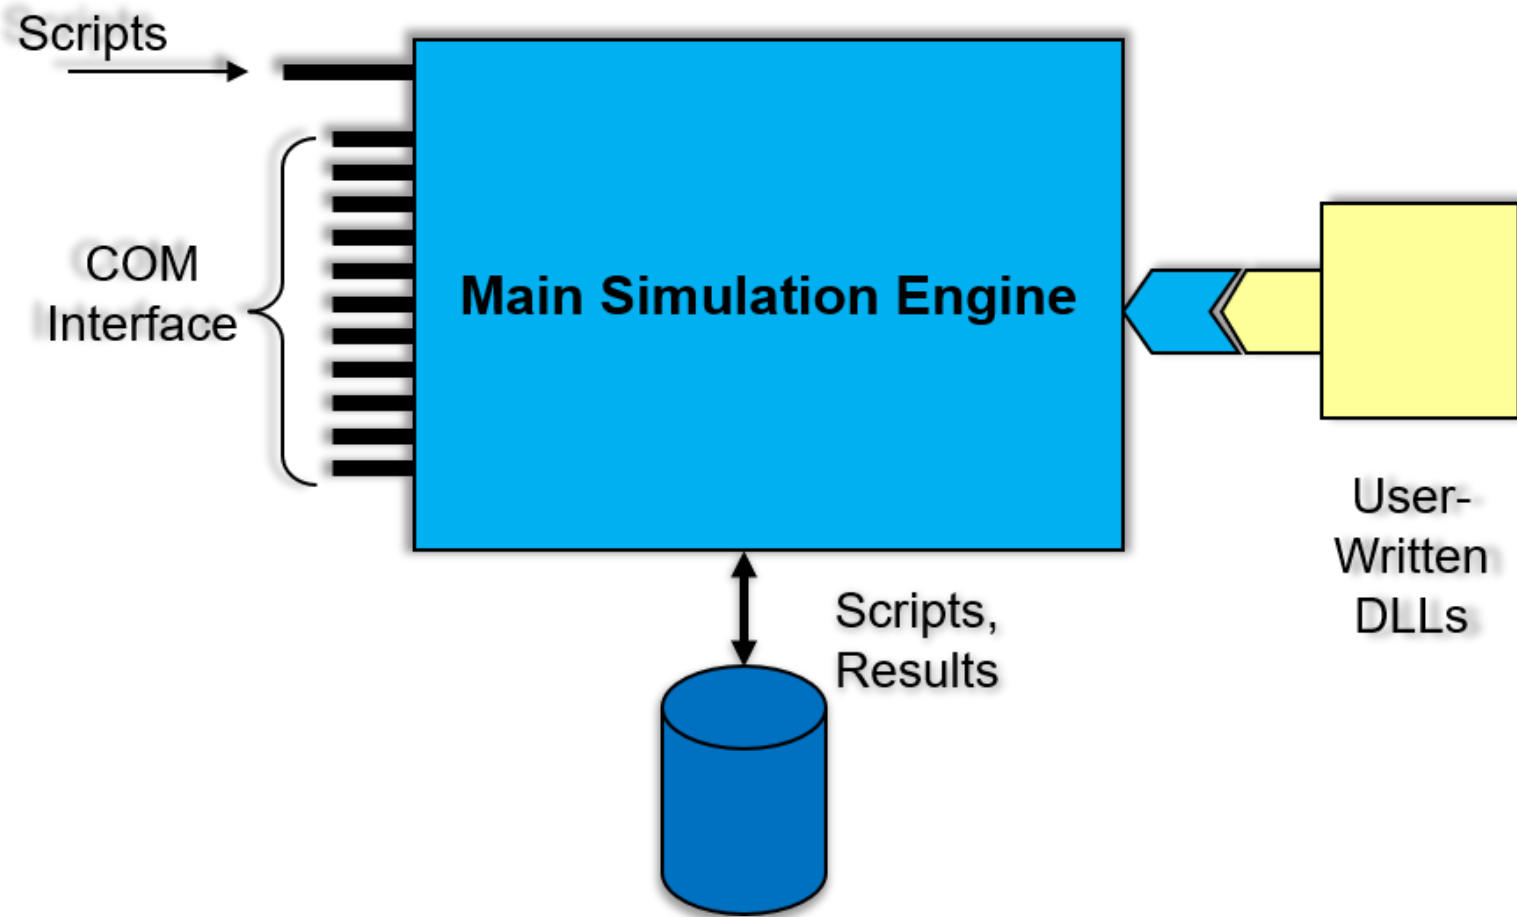 Scripts
COM
Interface
Main Simulation Engine
User-
Written
DLLs
Scripts,
Results